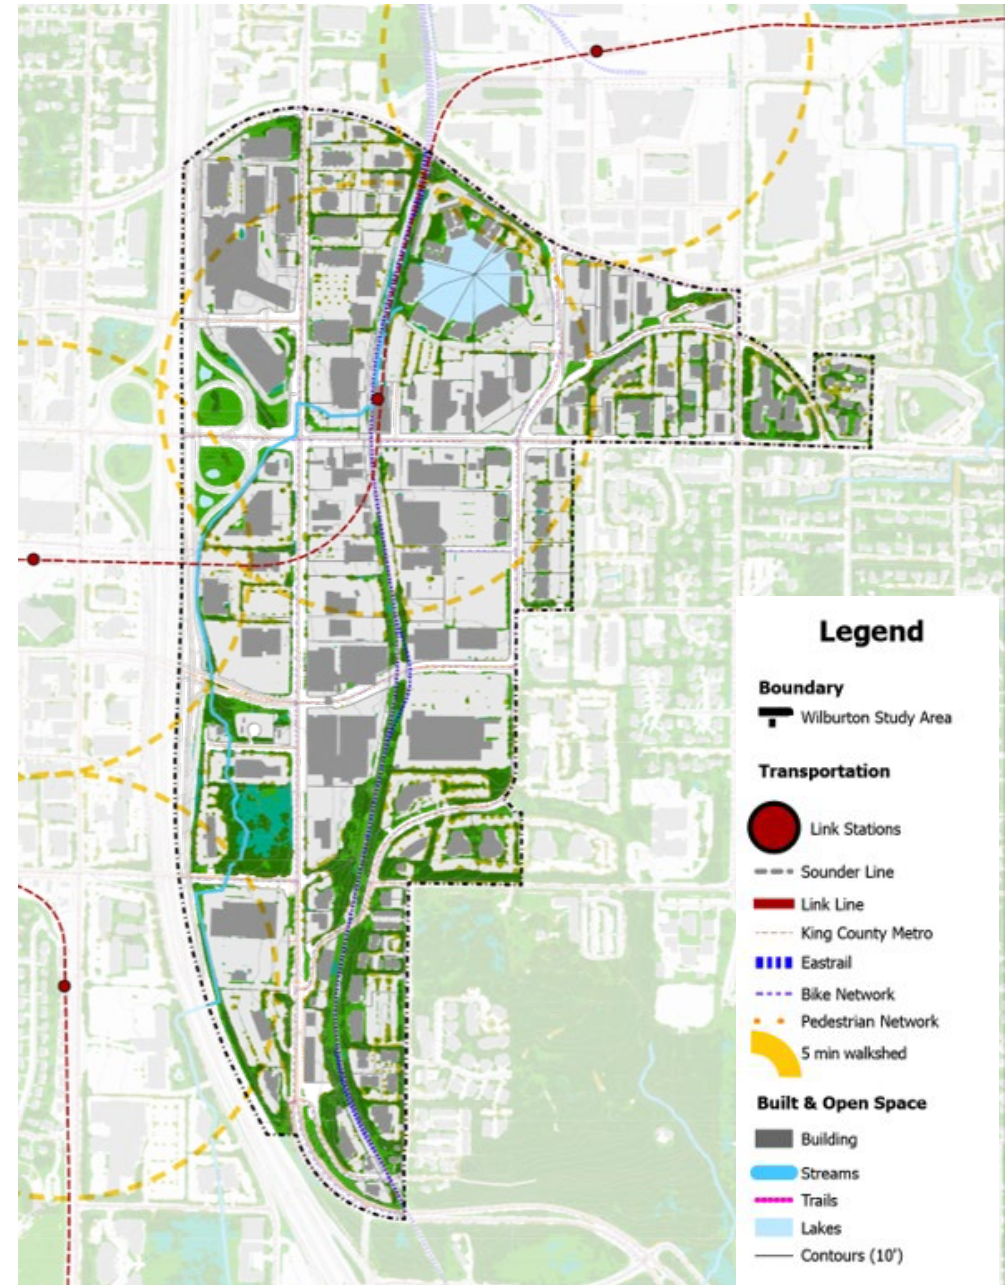 Legend
Boundary
Wilburton Study Area
Transportation
Link Stations
Sounder Line
Link Line
King County Metro
Eastrail
Bike Network
Pedestrian Network
5 min walkshed
Built & Open Space
Building
Streams
Trails
Lakes
Contours (10')